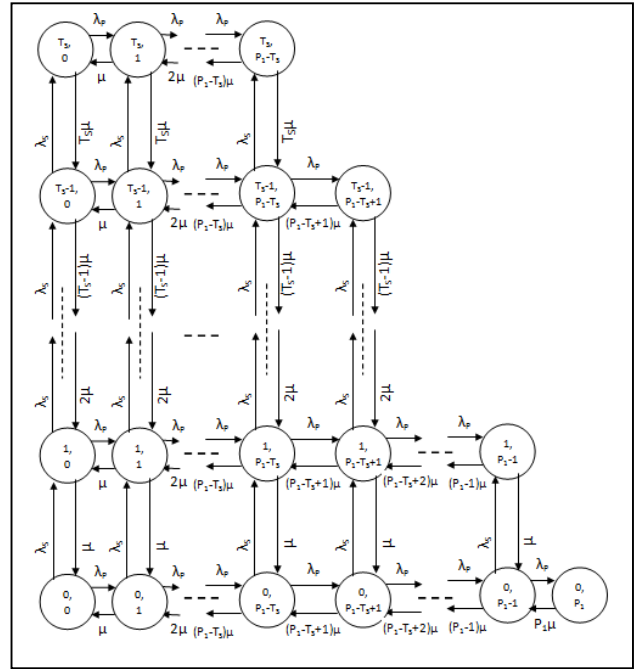 λP λP λP
TS, 0
TS, 1
TS, P1-TS
μ 2μ (P1-TS)μ
λS TSμ λS TSμ λS TSμ
λP λP λP λP
TS-1, 0
TS-1, 1
TS-1, P1-TS
TS-1, P1-TS+1
μ 2μ (P1-TS)μ (P1-TS+1)μ
λS (TS-1)μ λS (TS-1)μ λS (TS-1)μ λS (TS-1)μ
λS 2μ λS 2μ λS 2μ λS 2μ
λP λP λP λP λP λP
1, 0
1, 1
1, P1-TS
1, P1-TS+1
1, P1-1
μ 2μ (P1-TS)μ (P1-TS+1)μ (P1-TS+2)μ (P1-1)μ
λS μ λS μ λS μ λS μ λS μ
λP λP λP λP λP λP λP
0, 0
0, 1
0, P1-TS
0, P1-TS+1
0, P1-1
0, P1
μ 2μ (P1-TS)μ (P1-TS+1)μ (P1-TS+2)μ (P1-1)μ P1μ